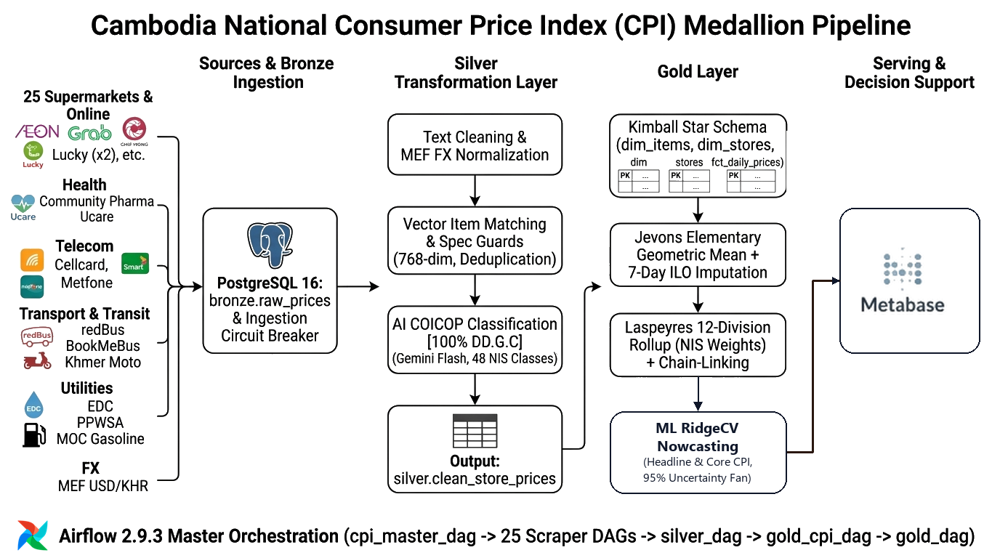 Cambodia National Consumer Price Index (CPI) Medallion Pipeline
Sources & Bronze
Ingestion
Silver
Transformation Layer
Gold Layer
Serving &
Decision Support
25 Supermarkets &
Online
ÆON
Grab
CHIP MONG
Lucky
Lucky (x2), etc.
Health
Ucare
Community Pharma
Ucare
Telecom
Cellcard,
Smart
Metfone
metfone
Transport & Transit
redBus
redBus
BookMeBus
Khmer Moto
Utilities
EDC
EDC
PPWSA
MOC Gasoline
FX
MEF USD/KHR
PostgreSQL 16:
bronze.raw_prices
& Ingestion
Circuit Breaker
Text Cleaning &
MEF FX Normalization
Vector Item Matching
& Spec Guards
(768-dim, Deduplication)
AI COICOP Classification
[100% DD.G.C]
(Gemini Flash, 48 NIS Classes)
Output:
silver.clean_store_prices
Kimball Star Schema
(dim_items, dim_stores,
dim stores fct_daily_prices)
PK ... PK ... PK ...
... ... ...
Jevons Elementary
Geometric Mean +
7-Day ILO Imputation
Laspeyres 12-Division
Rollup (NIS Weights)
+ Chain-Linking
ML RidgeCV
Nowcasting
(Headline & Core CPI,
95% Uncertainty Fan)
Metabase
Airflow 2.9.3 Master Orchestration (cpi_master_dag -> 25 Scraper DAGs -> silver_dag -> gold_cpi_dag -> gold_dag)